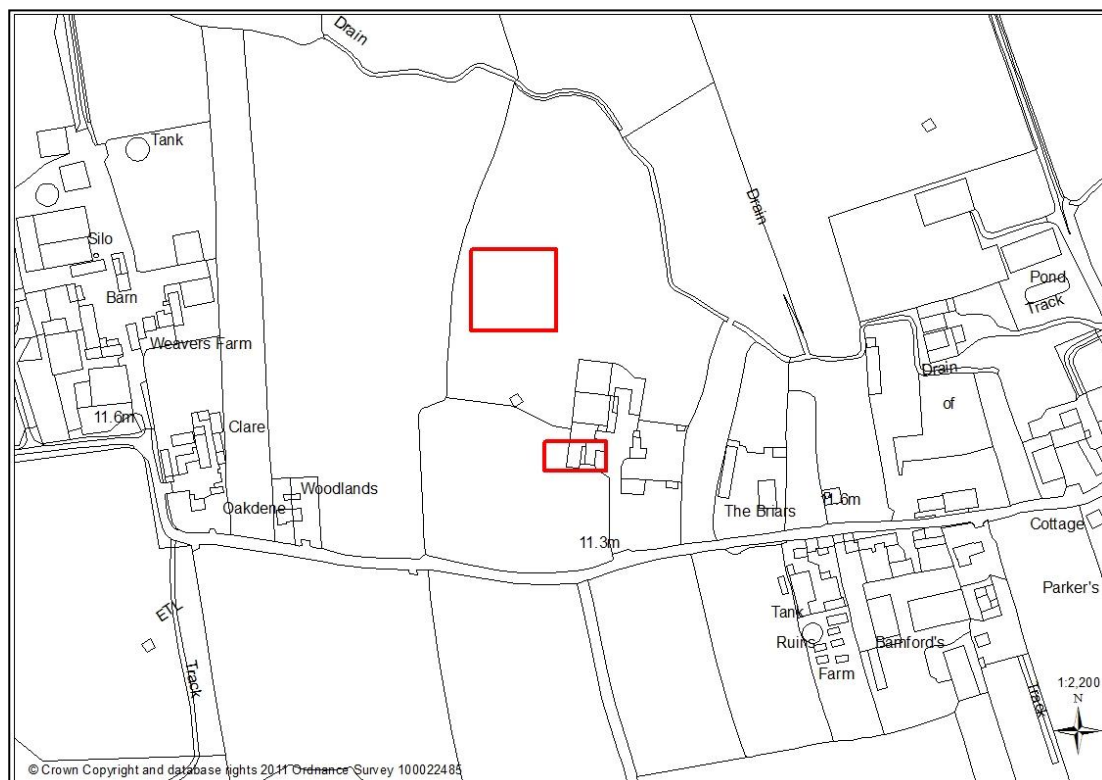 Drain
Tank
Drain
Silo
Pond
Track
Barn
Weavers Farm
Drain
of
11.6m
Clare
Woodlands
Oakdene
11.6m
The Briars
Cottage
11.3m
Parker's
ETL
Tank
Ruins
Bamford's
Farm
Track
Track
1:2,200
N
© Crown Copyright and database rights 2011 Ordnance Survey 100022485